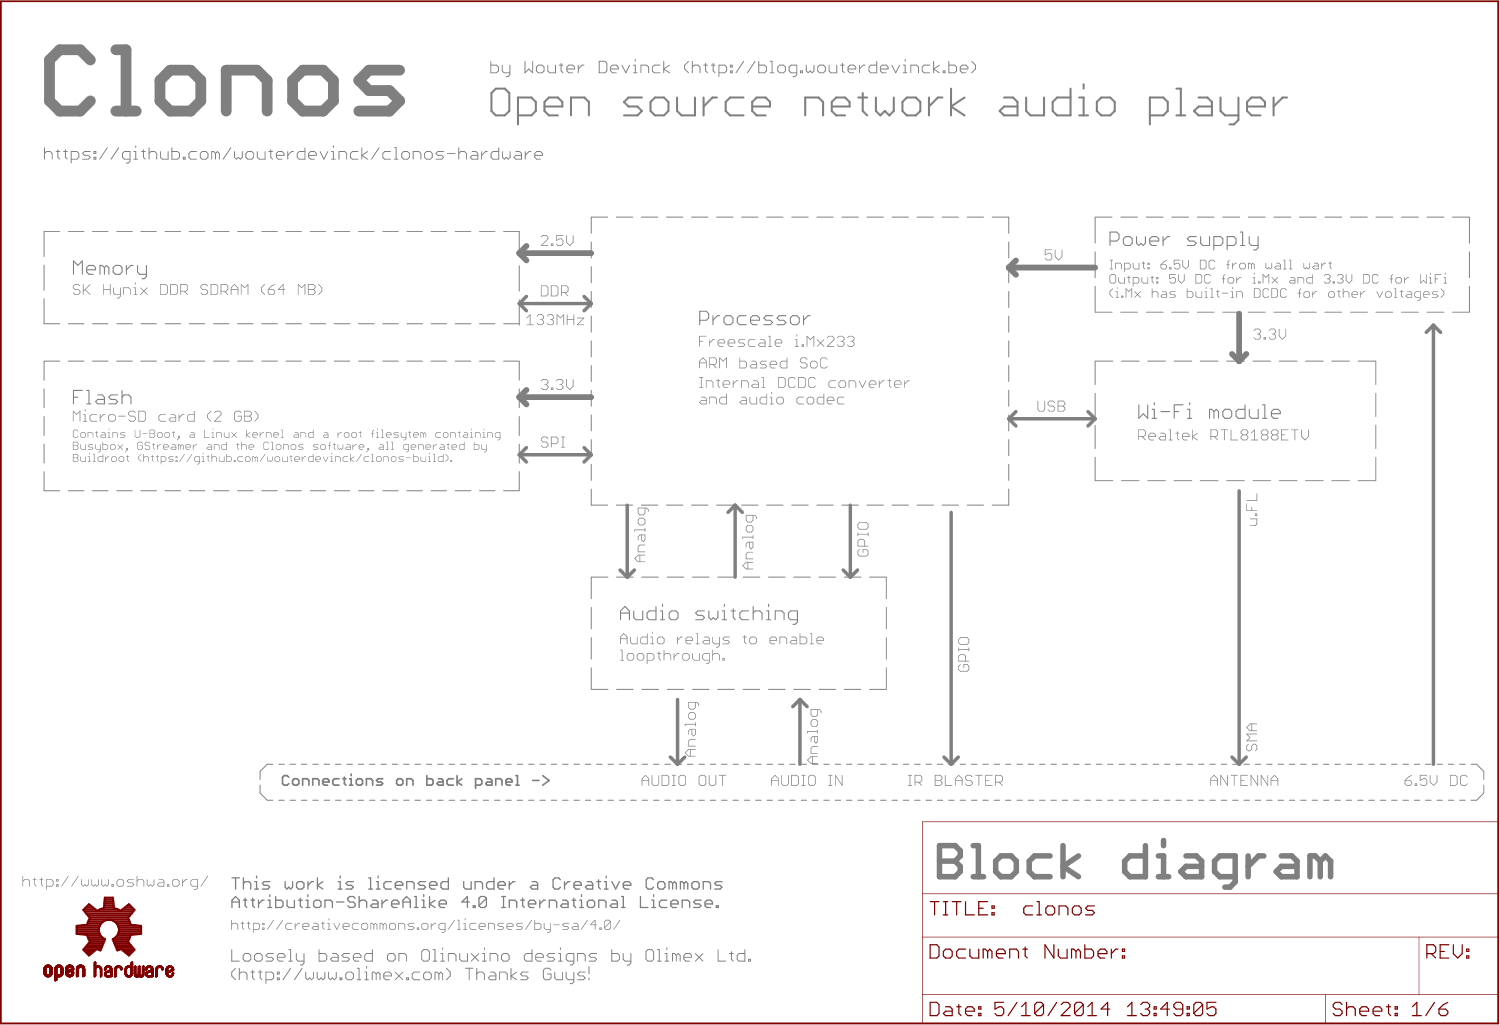 Clonos
by Wouter Devinck (http://blog.wouterdevinck.be)
Open source network audio player
https://github.com/wouterdevinck/clonos-hardware
Memory
SK Hynix DDR SDRAM (64 MB)
2.5V
DDR
133MHz
Flash
Micro-SD card (2 GB)
Contains U-Boot, a Linux kernel and a root filesytem containing
Busybox, GStreamer and the Clonos software, all generated by
Buildroot (https://github.com/wouterdevinck/clonos-build).
3.3V
SPI
Processor
Freescale i.Mx233
ARM based SoC
Internal DCDC converter
and audio codec
5V
USB
Power supply
Input: 6.5V DC from wall wart
Output: 5V DC for i.Mx and 3.3V DC for WiFi
(i.Mx has built-in DCDC for other voltages)
3.3V
Wi-Fi module
Realtek RTL8188ETV
Analog
Analog
GPIO
GPIO
u.FL
SMA
Audio switching
Audio relays to enable
loopthrough.
Analog
Analog
Connections on back panel ->
AUDIO OUT
AUDIO IN
IR BLASTER
ANTENNA
6.5V DC
http://www.oshwa.org/
open hardware
This work is licensed under a Creative Commons
Attribution-ShareAlike 4.0 International License.
http://creativecommons.org/licenses/by-sa/4.0/
Loosely based on Olinuxino designs by Olimex Ltd.
(http://www.olimex.com) Thanks Guys!
Block diagram
TITLE: clonos
Document Number:
REV:
Date: 5/10/2014 13:49:05
Sheet: 1/6